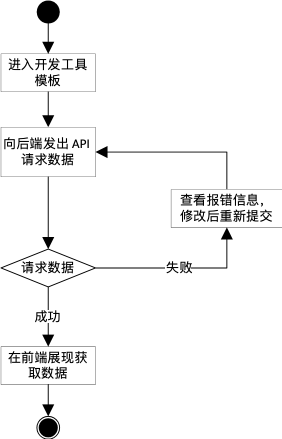 进入开发工具
模板
向后端发出 API
请求数据
查看报错信息，
修改后重新提交
请求数据
失败
成功
在前端展现获
取数据